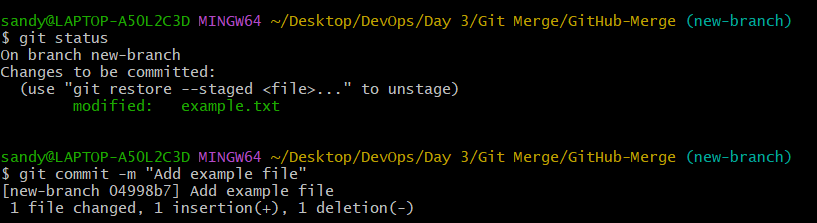 sandy@LAPTOP-A5OL2C3D MINGW64 ~/Desktop/DevOps/Day 3/Git Merge/GitHub-Merge (new-branch)
$ git status
On branch new-branch
Changes to be committed:
  (use "git restore --staged <file>..." to unstage)
        modified:   example.txt

sandy@LAPTOP-A5OL2C3D MINGW64 ~/Desktop/DevOps/Day 3/Git Merge/GitHub-Merge (new-branch)
$ git commit -m "Add example file"
[new-branch 04998b7] Add example file
 1 file changed, 1 insertion(+), 1 deletion(-)